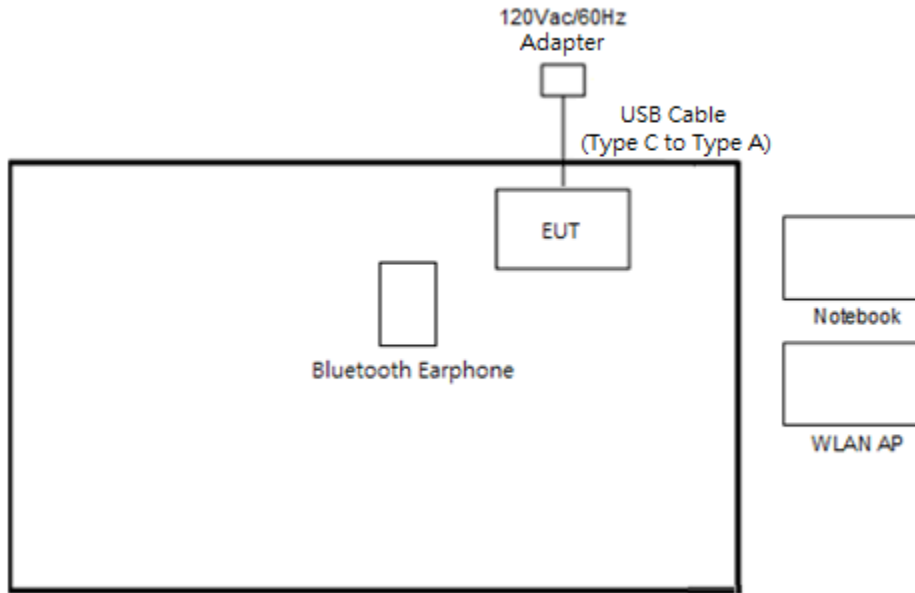 120Vac/60Hz
Adapter
USB Cable
(Type C to Type A)
EUT
Bluetooth Earphone
Notebook
WLAN AP